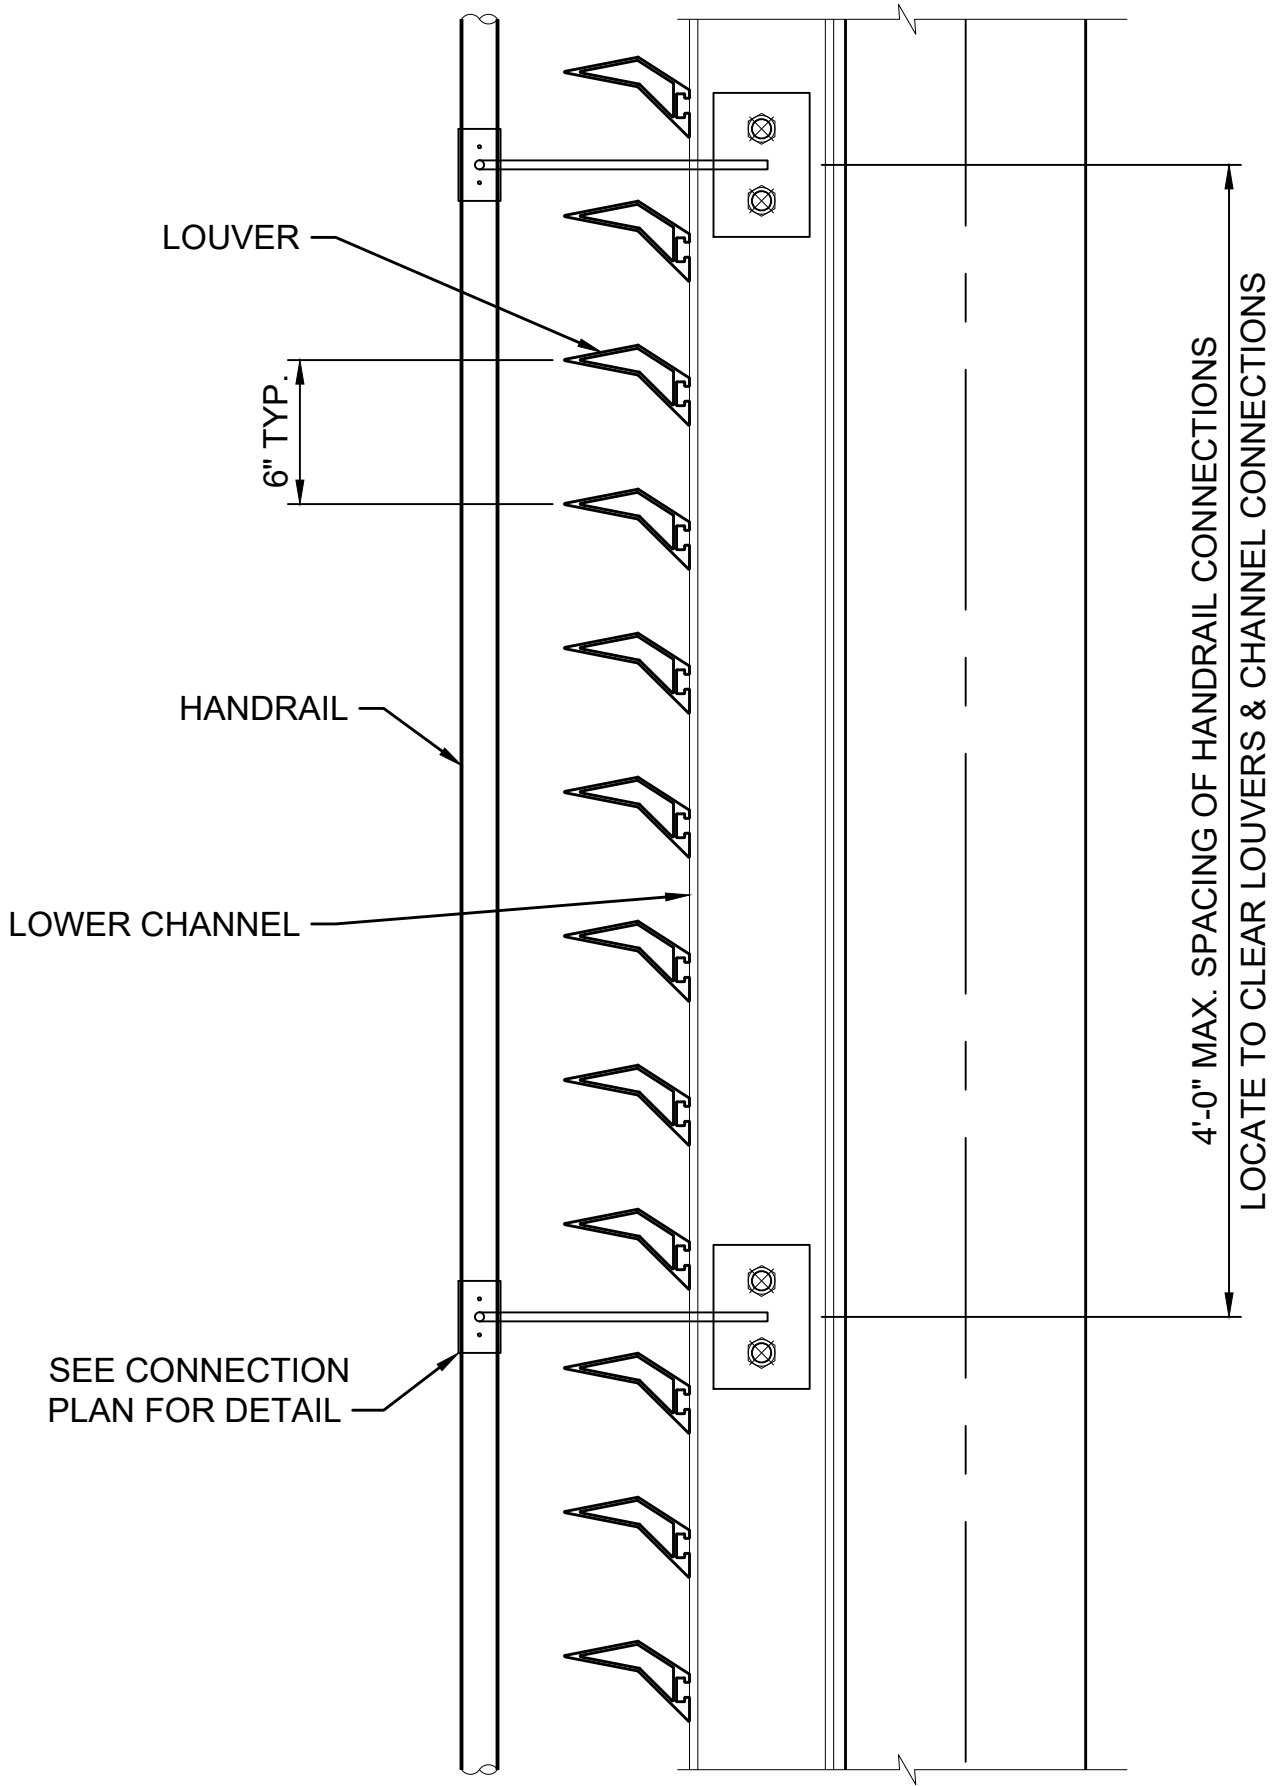 LOUVER
6" TYP.
HANDRAIL
LOWER CHANNEL
SEE CONNECTION
PLAN FOR DETAIL
4'-0" MAX. SPACING OF HANDRAIL CONNECTIONS
LOCATE TO CLEAR LOUVERS & CHANNEL CONNECTIONS